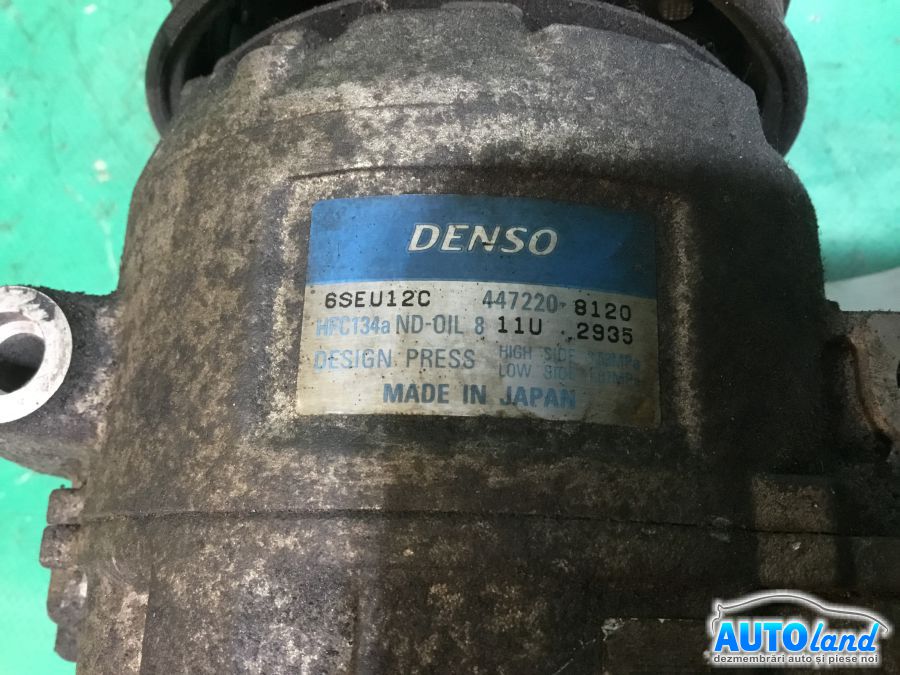 DENSO
6SEU12C 447220-8120
HFC134a ND-OIL 8 11U .2935
DESIGN PRESS HIGH SIDE
LOW SIDE
MADE IN JAPAN
AUTOland
dezmembrări auto și piese noi